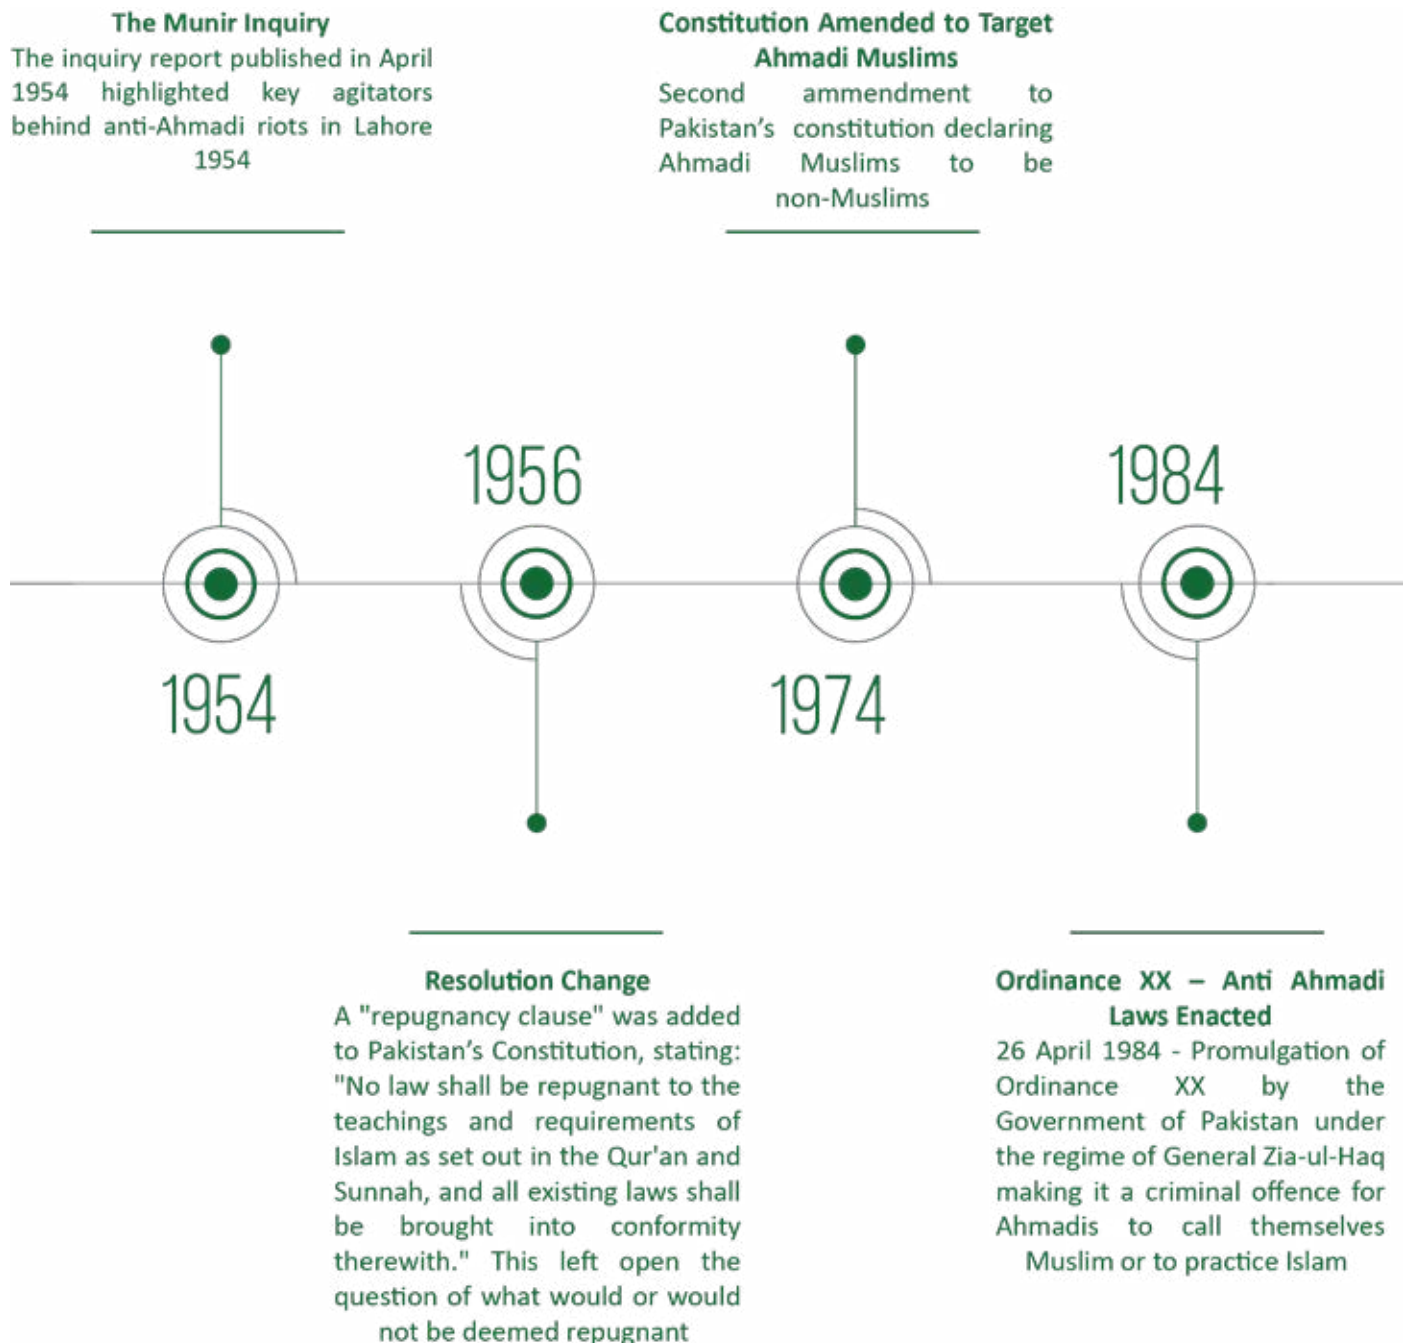 The Munir Inquiry
The inquiry report published in April
1954 highlighted key agitators
behind anti-Ahmadi riots in Lahore
1954
Constitution Amended to Target
Ahmadi Muslims
Second ammendment to
Pakistan’s constitution declaring
Ahmadi Muslims to be
non-Muslims
1956
1984
1954
1974
Resolution Change
A "repugnancy clause" was added
to Pakistan’s Constitution, stating:
"No law shall be repugnant to the
teachings and requirements of
Islam as set out in the Qur'an and
Sunnah, and all existing laws shall
be brought into conformity
therewith." This left open the
question of what would or would
not be deemed repugnant
Ordinance XX – Anti Ahmadi
Laws Enacted
26 April 1984 - Promulgation of
Ordinance XX by the
Government of Pakistan under
the regime of General Zia-ul-Haq
making it a criminal offence for
Ahmadis to call themselves
Muslim or to practice Islam